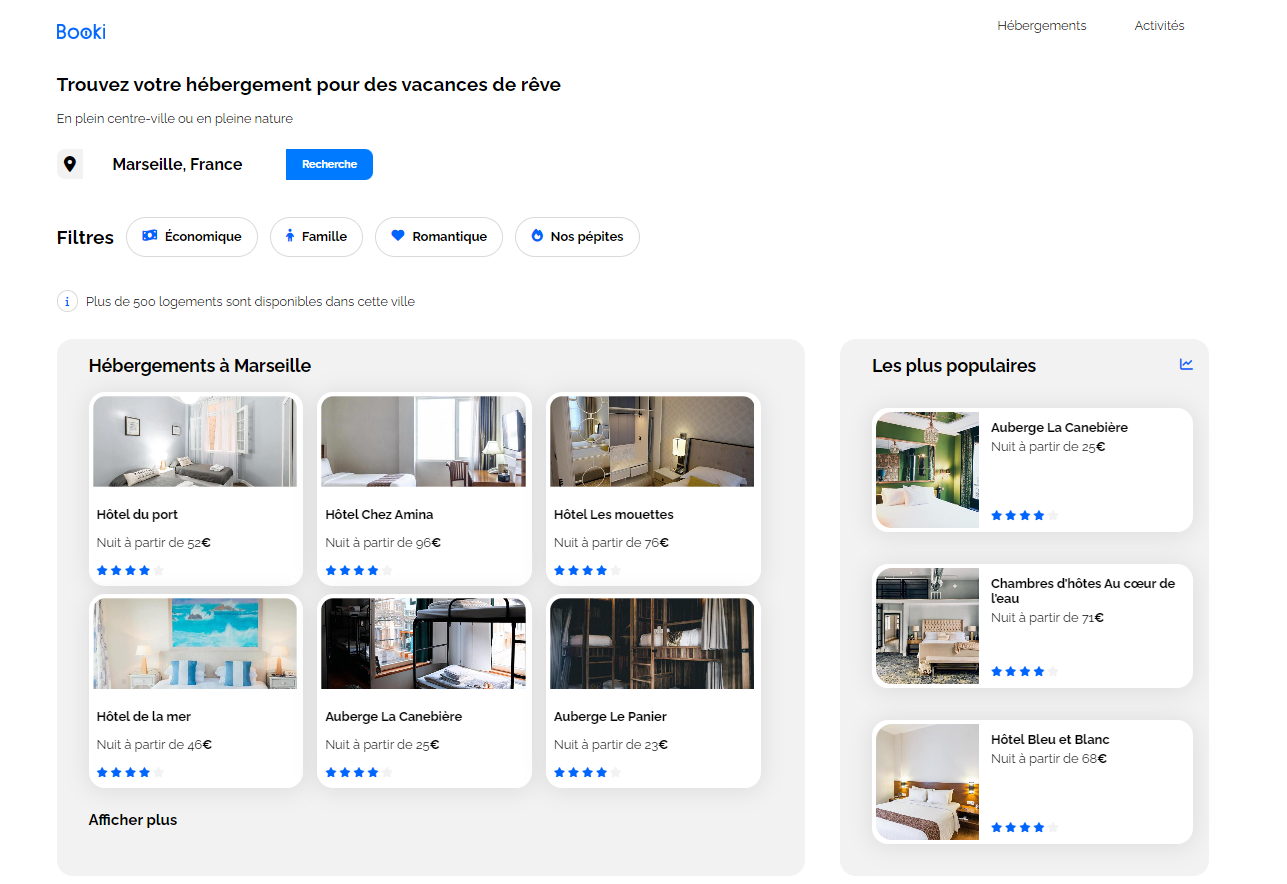 Booki
Hébergements
Activités
Trouvez votre hébergement pour des vacances de rêve
En plein centre-ville ou en pleine nature
Marseille, France
Recherche
Filtres
Économique
Famille
Romantique
Nos pépites
i
Plus de 500 logements sont disponibles dans cette ville
Hébergements à Marseille
Hôtel du port
Nuit à partir de 52€
Hôtel Chez Amina
Nuit à partir de 96€
Hôtel Les mouettes
Nuit à partir de 76€
Hôtel de la mer
Nuit à partir de 46€
Auberge La Canebière
Nuit à partir de 25€
Auberge Le Panier
Nuit à partir de 23€
Afficher plus
Les plus populaires
Auberge La Canebière
Nuit à partir de 25€
Chambres d'hôtes Au cœur de
l'eau
Nuit à partir de 71€
Hôtel Bleu et Blanc
Nuit à partir de 68€